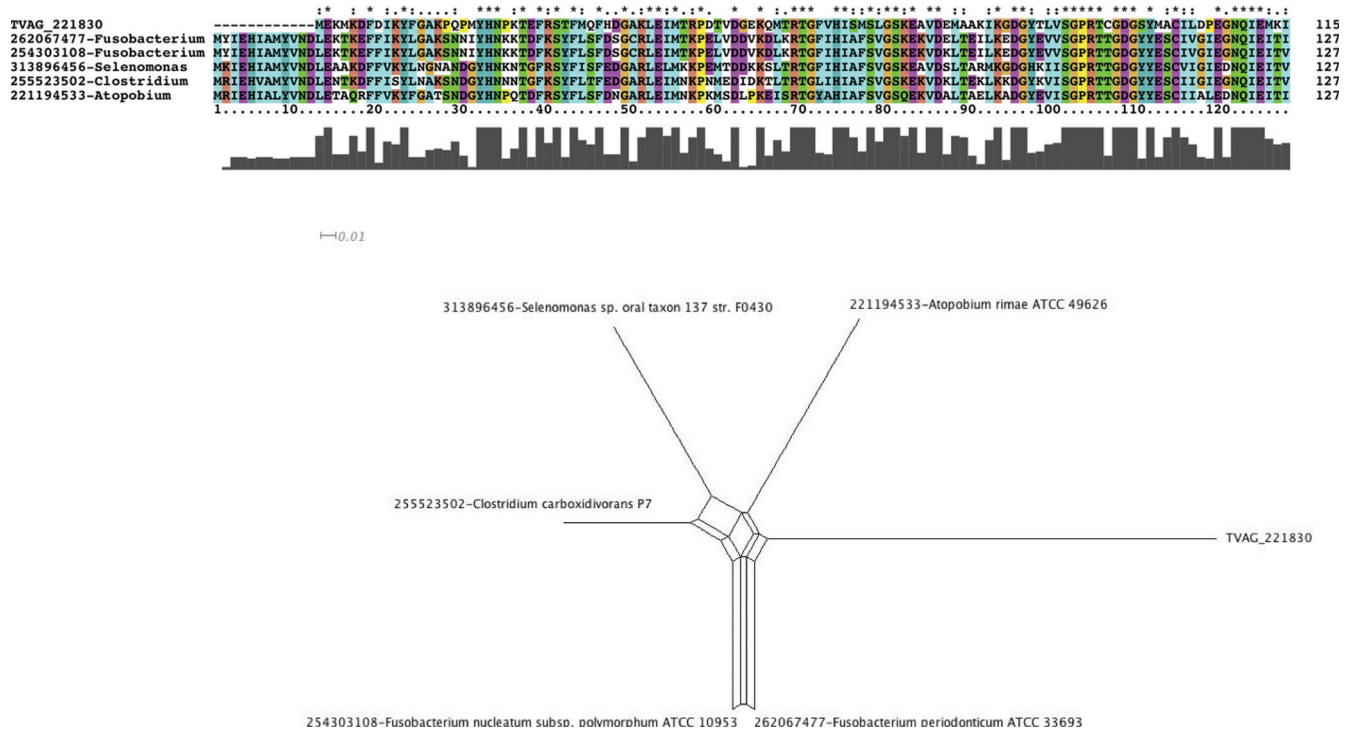 TVAG_221830 ------------MEKMKDFDIKYFGAKPQPMYHNPKTEFRSTFMQFHDGAKLEIMTRPDTVDGEKQMTRTGFVHISMSLGSKEAVDEMAAKIKGDGYTLVSGPRTCGDGSYMACILDPEGNQIEMKI 115
262067477-Fusobacterium MYIEHIAMYVNDLEKTKEFFIKYLGAKSNNIYHNKKTDFRSYFLSFDSGCRLEIMTKPELVDDVKDLKRTGFIHIAFSVGSKEKVDELTEILKEDGYEVVSGPRTTGDGYYESCIVGIEGNQIEITI 127
254303108-Fusobacterium MYIEHIAMYVNDLEKTKEFFIKYLGAKSNNIYHNKKTDFRSYFLSFDSGCRLEIMTKPELVDDVKDLKRTGFIHIAFSVGSKEKVDELTEILKEDGYEVVSGPRTTGDGYYESCIVGIEGNQIEITV 127
313896456-Selenomonas MKIEHIAMYVNDLEAAKDFFVKYLNGNANDGYHNKNTGFRSYFLSFEDGARLELMKKPEMTDDKKSLTRTGFIHIAFSVGSKEAVDSLTARMKGDGHKIISGPRTTGDGYYESCVIGIEDNQIEITV 127
255523502-Clostridium MRIEHVAMYVNDLENTKDFFISYLNAKSNDGYHNNNTGFKSYFLTFEDGARLEIMNKPNMEDIDKTLTRTGLIHIAFSVGSKEKVDKLTEKLKKDGYKVISGPRTTGDGYYESCIIGIEGNQIEITV 127
221194533-Atopobium MRIEHIALYVNDLETAQRFFVKYFGATSNDGYHNPQTDFRSYFLSFDNGARLEIMNKPKMSDLPKEISRTGYAHIAFSVGSQEKVDALTAELKADGYEVISGPRTTGDGYYESCIIALEDNQIEITI 127
1 10 20 30 40 50 60 70 80 90 100 110 120
0.01
313896456-Selenomonas sp. oral taxon 137 str. F0430
221194533-Atopobium rimae ATCC 49626
255523502-Clostridium carboxidivorans P7
TVAG_221830
254303108-Fusobacterium nucleatum subsp. polymorphum ATCC 10953
262067477-Fusobacterium periodonticum ATCC 33693